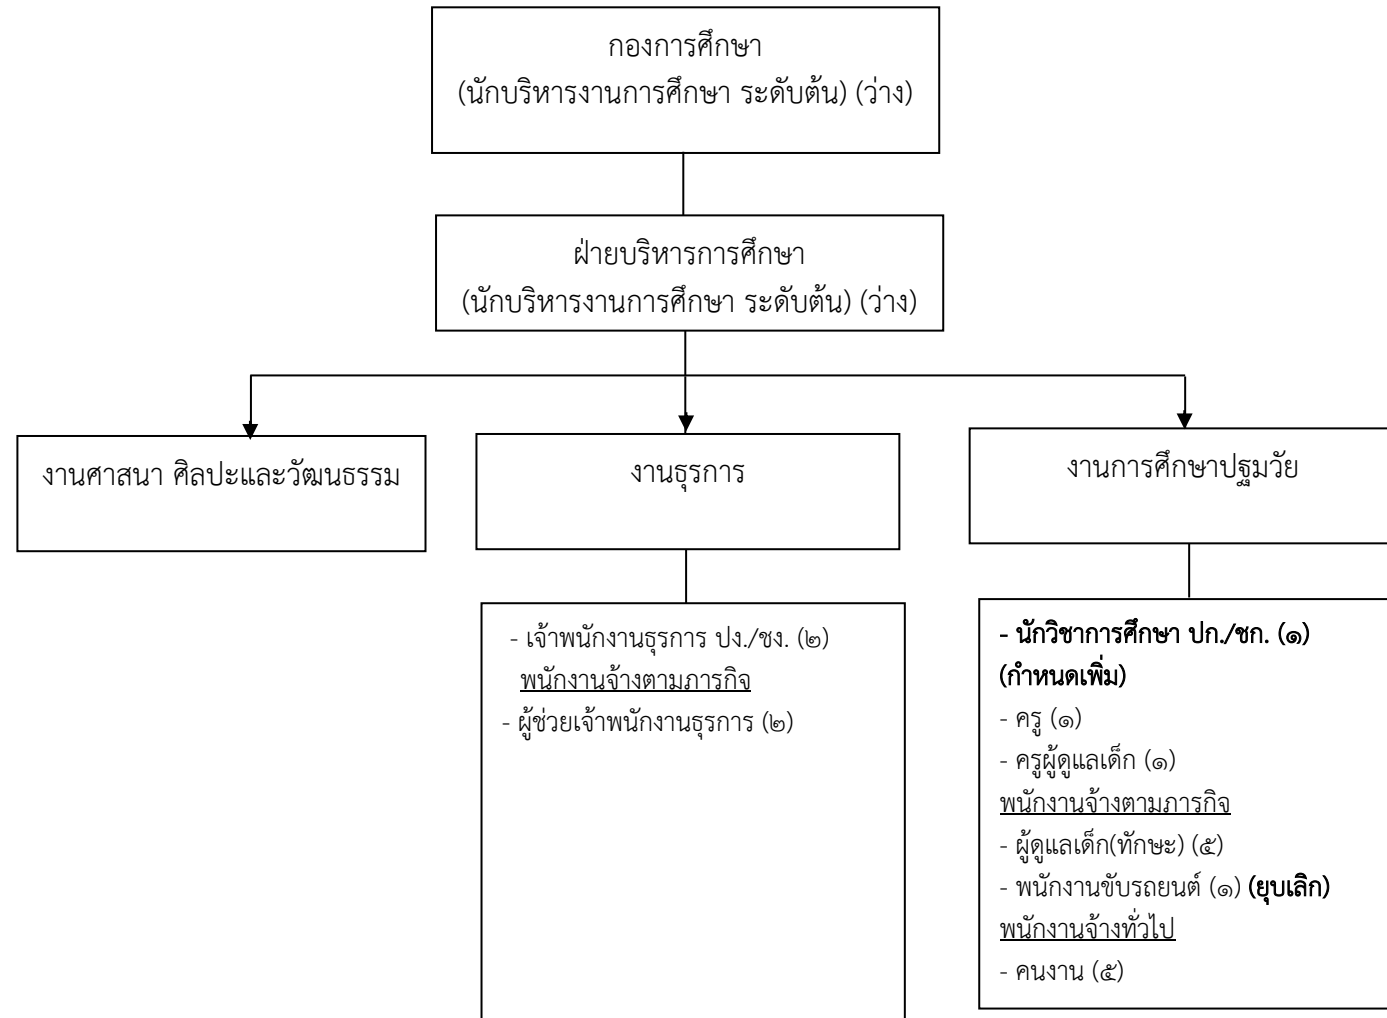 กองการศึกษา
(นักบริหารงานการศึกษา ระดับต้น) (ว่าง)
ฝ่ายบริหารการศึกษา
(นักบริหารงานการศึกษา ระดับต้น) (ว่าง)
งานศาสนา ศิลปะและวัฒนธรรม
งานธุรการ
งานการศึกษาปฐมวัย
- เจ้าพนักงานธุรการ ปง./ชง. (๒)
พนักงานจ้างตามภารกิจ
- ผู้ช่วยเจ้าพนักงานธุรการ (๒)
- นักวิชาการศึกษา ปก./ชก. (๑)
(กำหนดเพิ่ม)
- ครู (๑)
- ครูผู้ดูแลเด็ก (๑)
พนักงานจ้างตามภารกิจ
- ผู้ดูแลเด็ก(ทักษะ) (๕)
- พนักงานขับรถยนต์ (๑) (ยุบเลิก)
พนักงานจ้างทั่วไป
- คนงาน (๕)